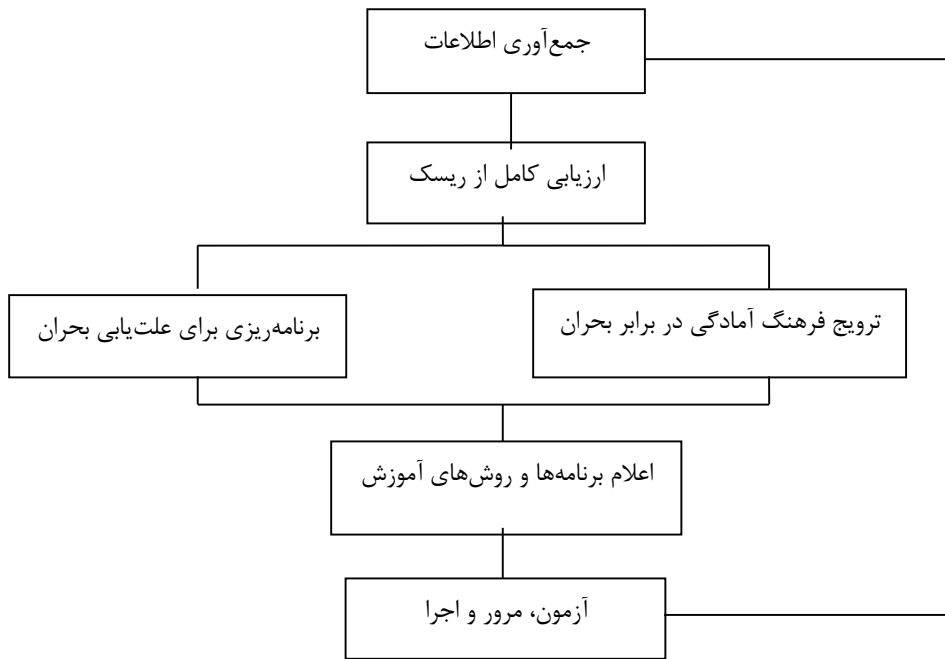 جمع‌آوری اطلاعات
ارزیابی کامل از ریسک
ترویج فرهنگ آمادگی در برابر بحران
برنامه‌ریزی برای علت‌یابی بحران
اعلام برنامه‌ها و روش‌های آموزش
آزمون، مرور و اجرا